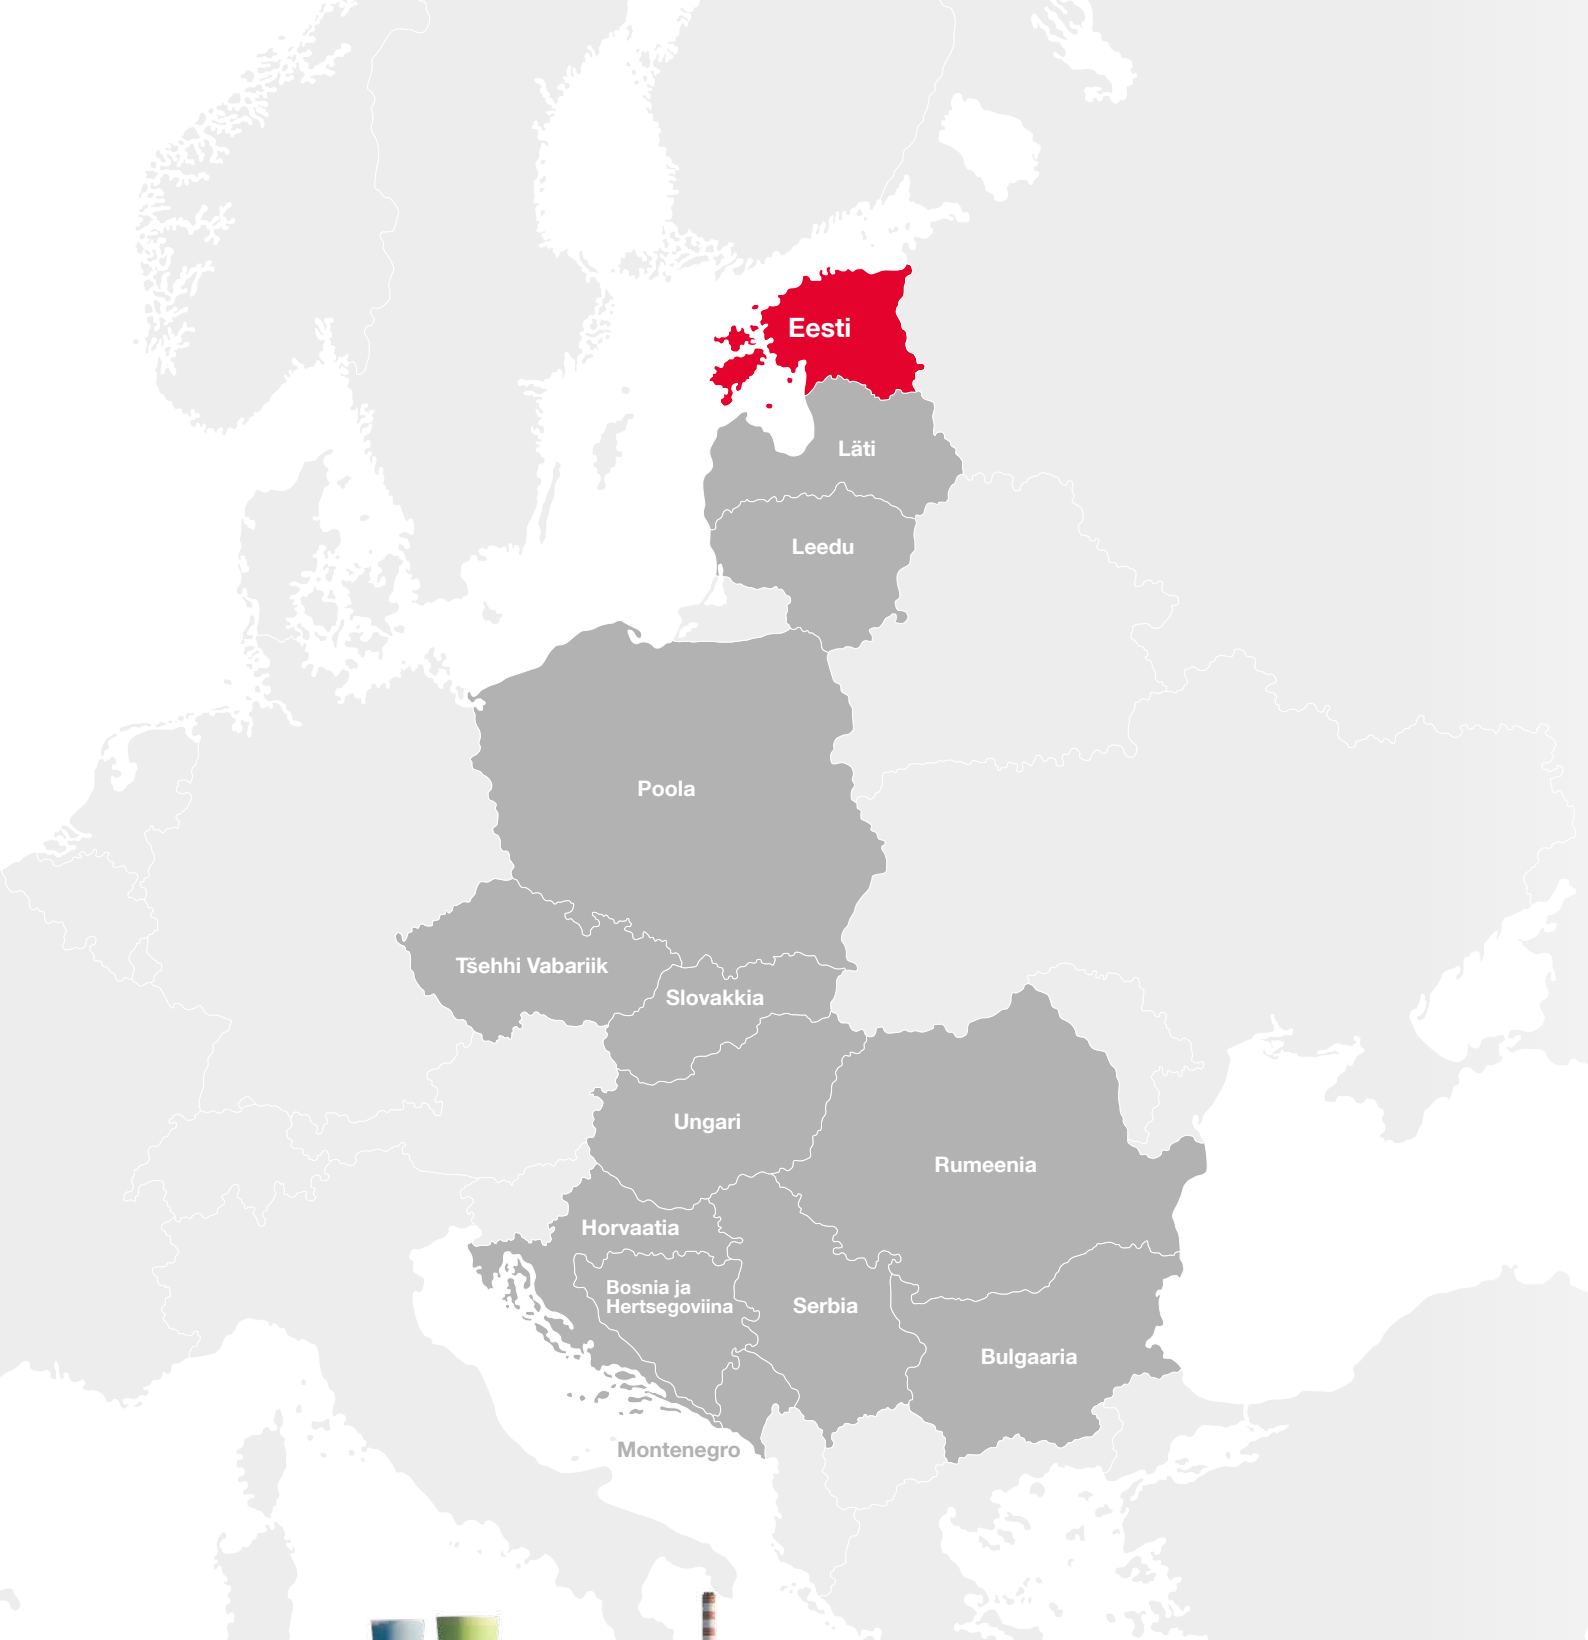 Eesti
Läti
Leedu
Poola
Tšehhi Vabariik
Slovakkia
Ungari
Rumeenia
Horvaatia
Bosnia ja
Hertsegoviina
Serbia
Bulgaaria
Montenegro